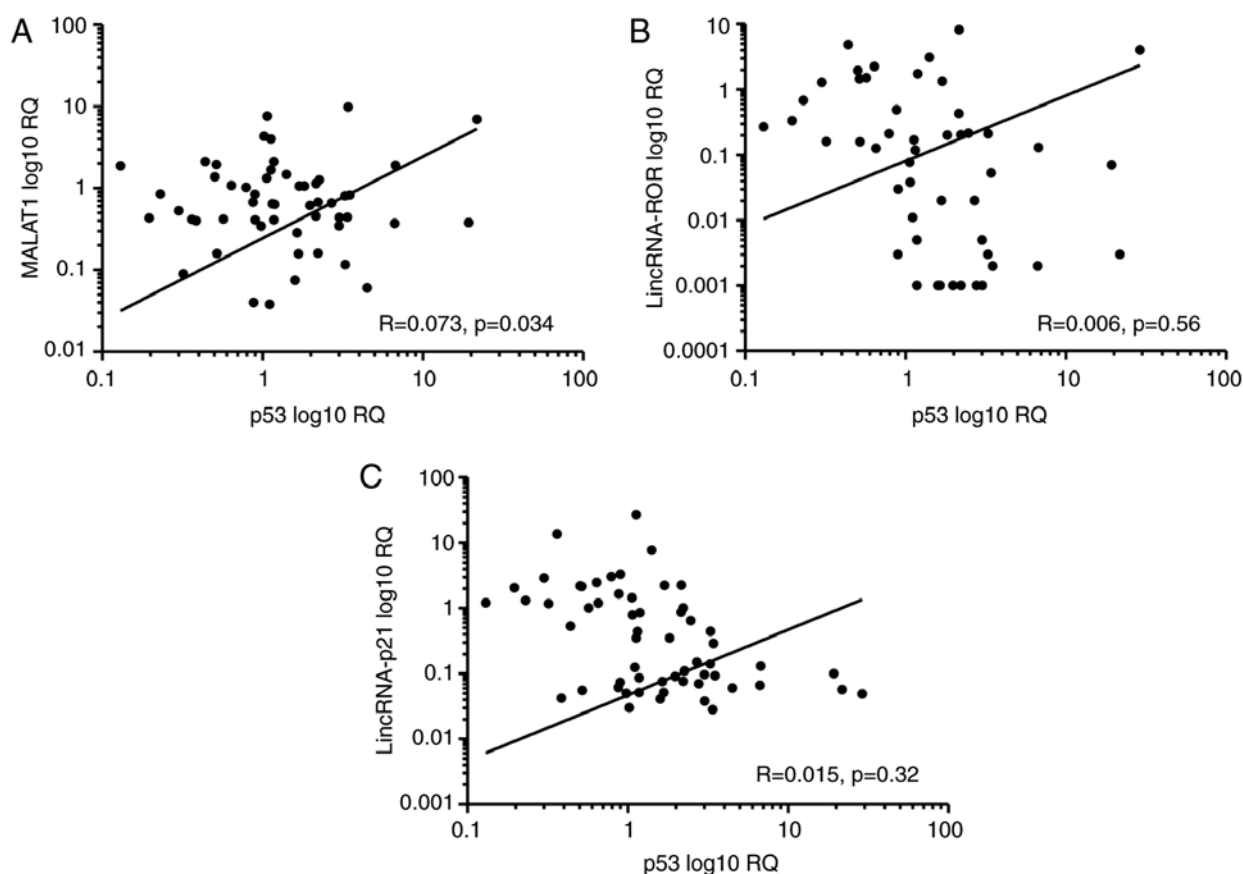 A
MALAT1 log10 RQ
100
10
1
0.1
0.01
0.1
1
10
100
p53 log10 RQ
R=0.073, p=0.034
B
LincRNA-ROR log10 RQ
10
1
0.1
0.01
0.001
0.0001
0.1
1
10
100
p53 log10 RQ
R=0.006, p=0.56
C
LincRNA-p21 log10 RQ
100
10
1
0.1
0.01
0.001
0.1
1
10
100
p53 log10 RQ
R=0.015, p=0.32